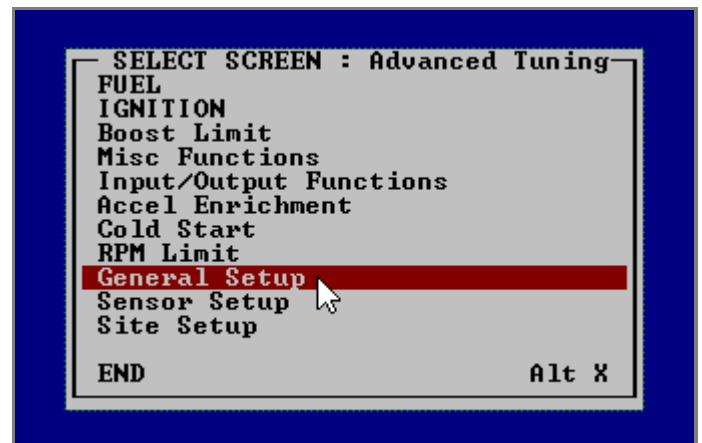 SELECT SCREEN : Advanced Tuning
FUEL
IGNITION
Boost Limit
Misc Functions
Input/Output Functions
Accel Enrichment
Cold Start
RPM Limit
General Setup
Sensor Setup
Site Setup
END Alt X